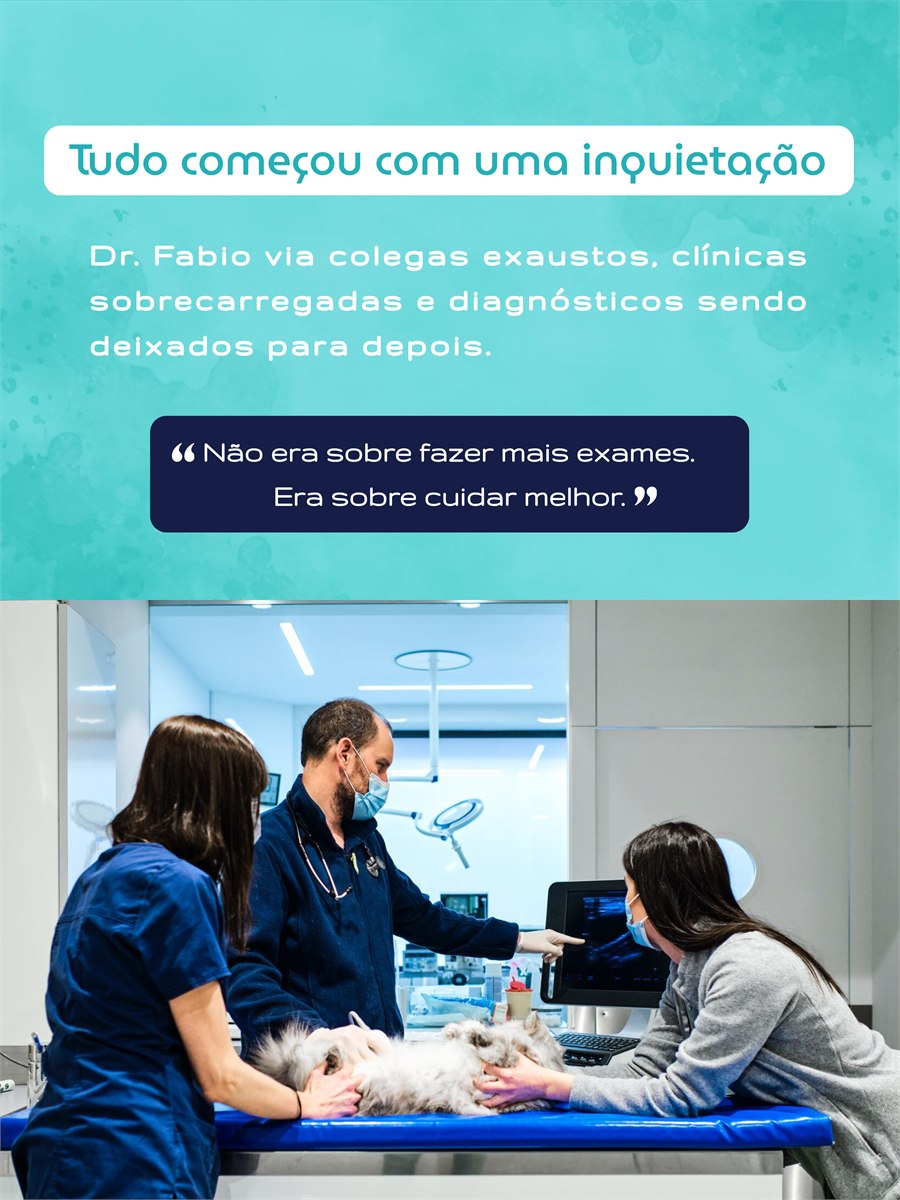 Tudo começou com uma inquietação
Dr. Fabio via colegas exaustos, clínicas
sobrecarregadas e diagnósticos sendo
deixados para depois.
“ Não era sobre fazer mais exames.
Era sobre cuidar melhor. ”